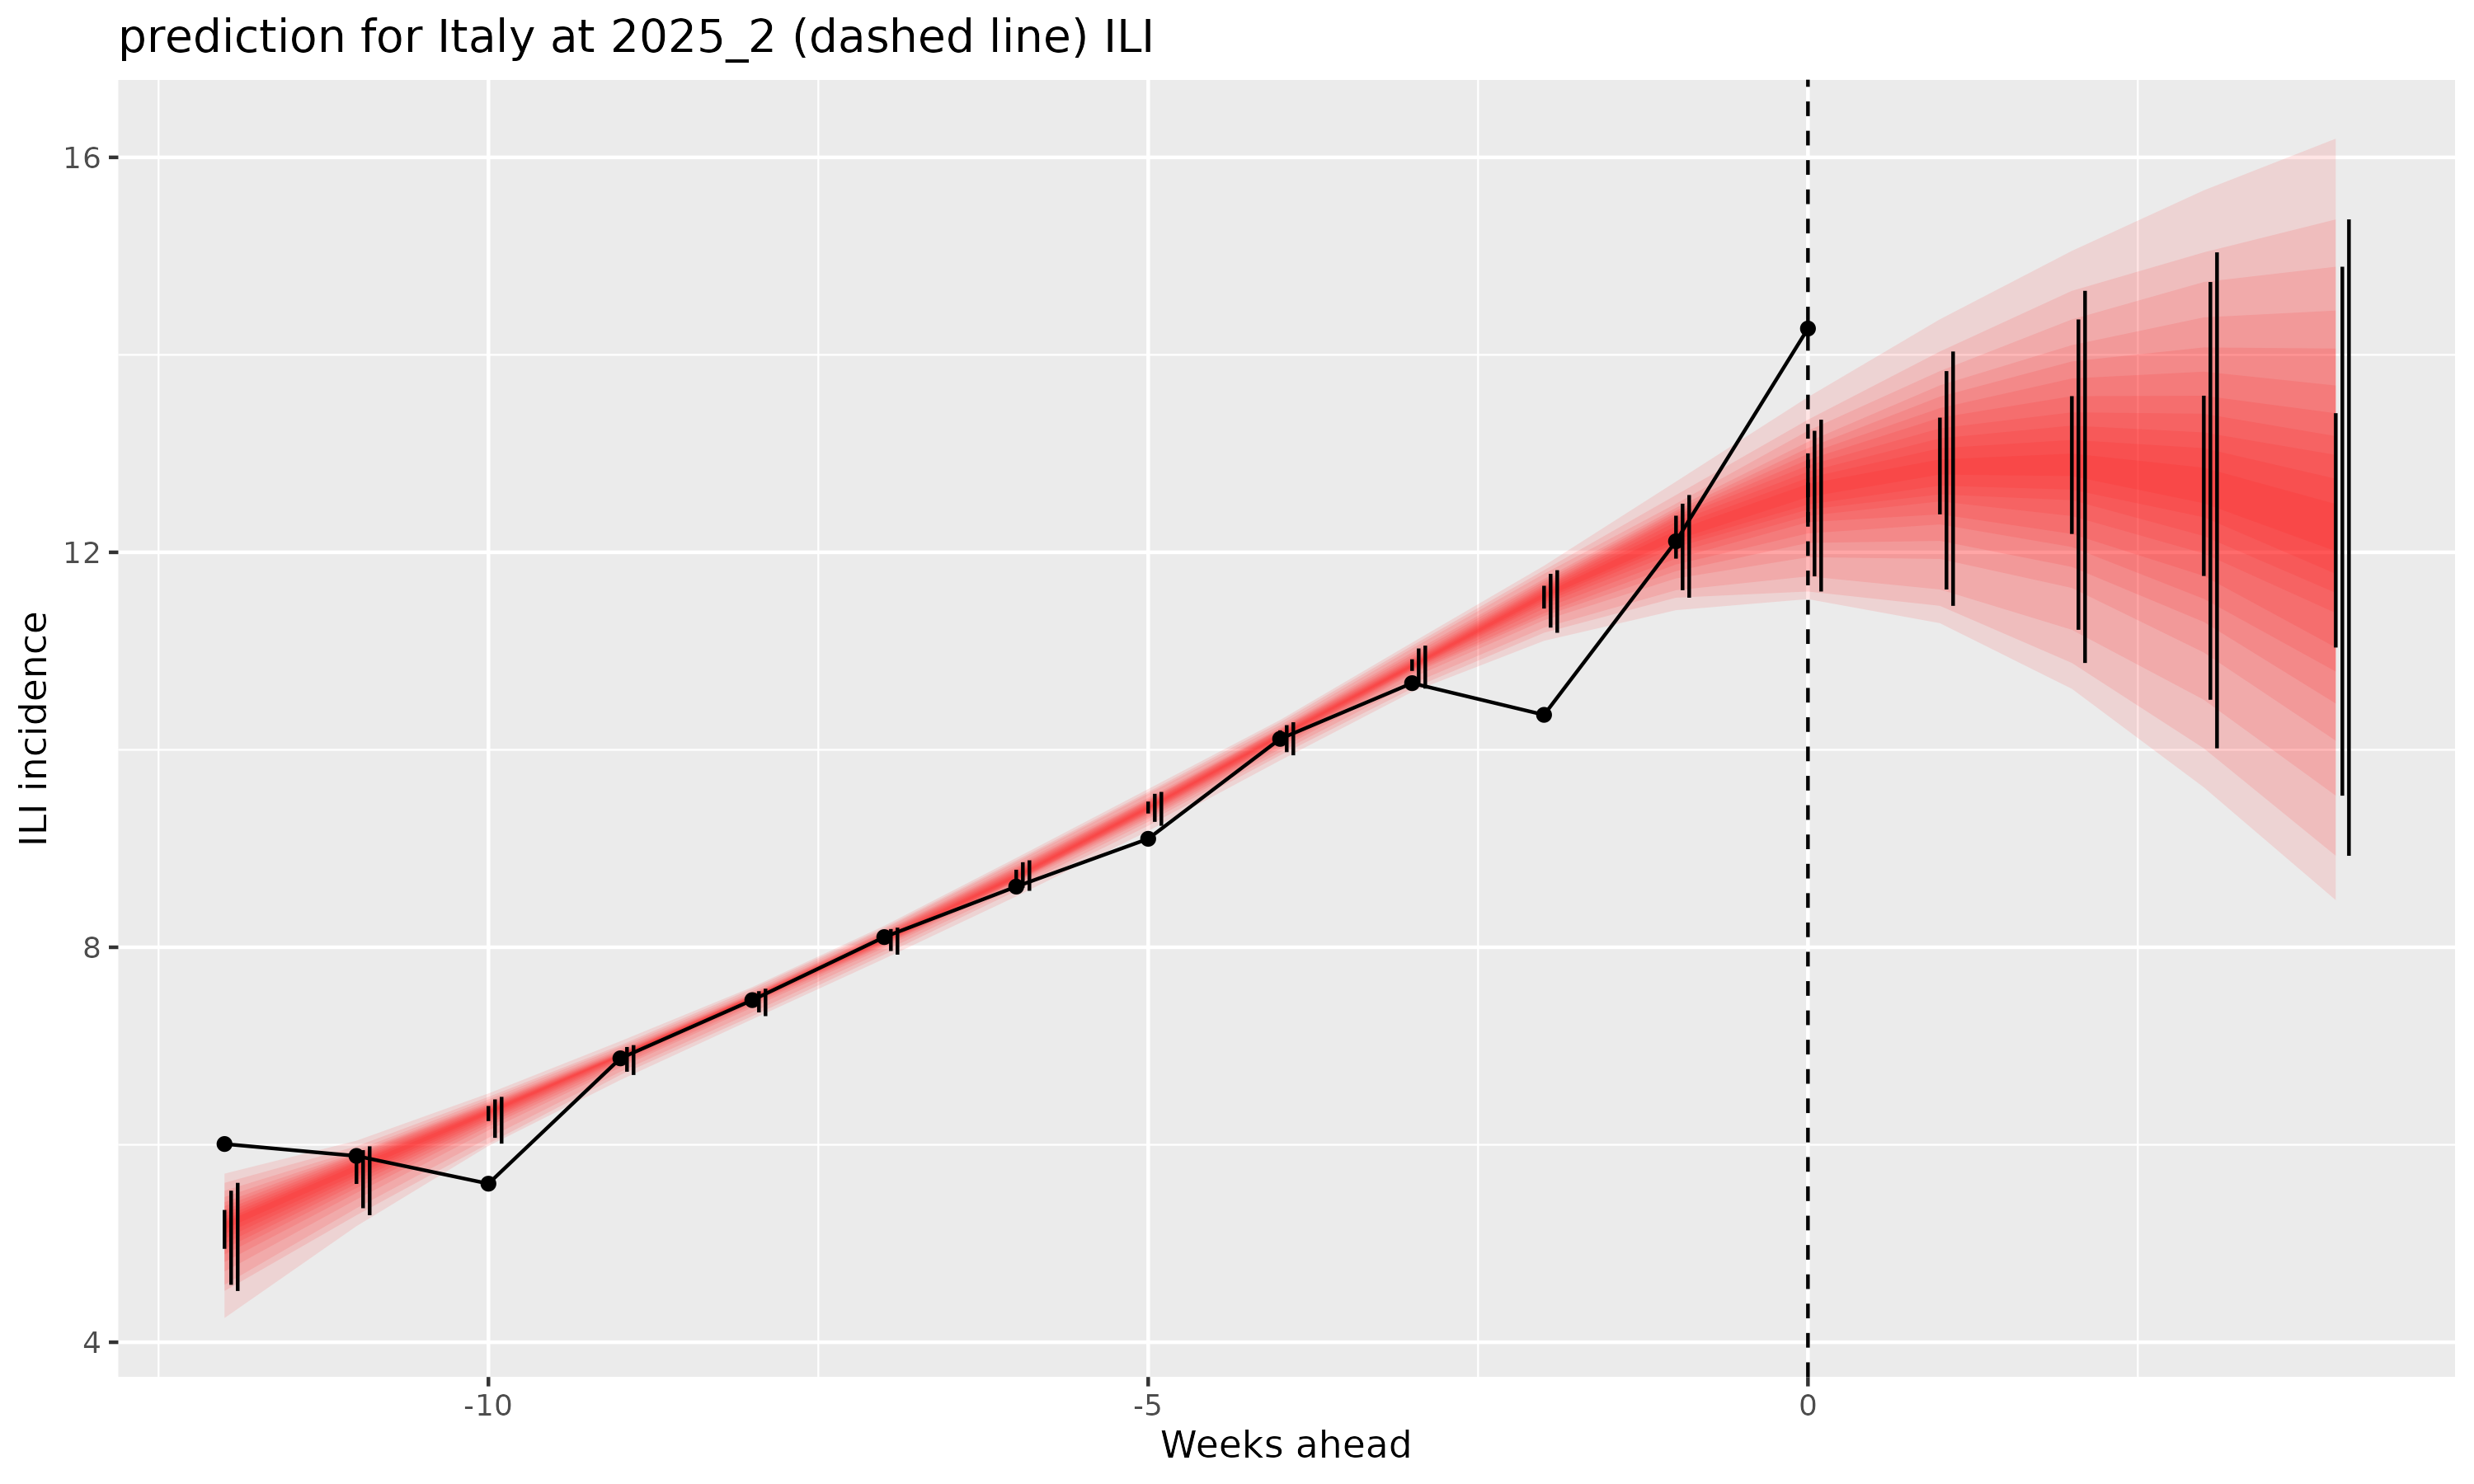 prediction for Italy at 2025_2 (dashed line) ILI
16
12
8
4
ILI incidence
-10
-5
0
Weeks ahead